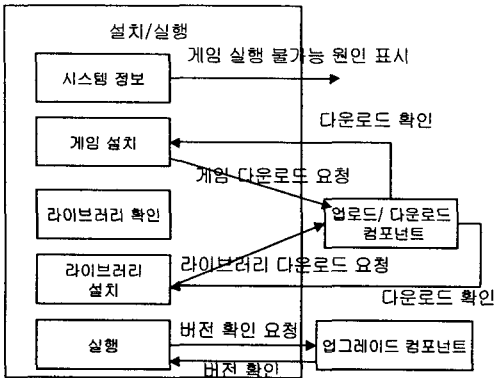 설치/실행
게임 실행 불가능 원인 표시
시스템 정보
다운로드 확인
게임 설치
게임 다운로드 요청
라이브러리 확인
업로드/ 다운로드
컴포넌트
라이브러리 다운로드 요청
라이브러리
설치
다운로드 확인
버전 확인 요청
실행
업그레이드 컴포넌트
버전 확인